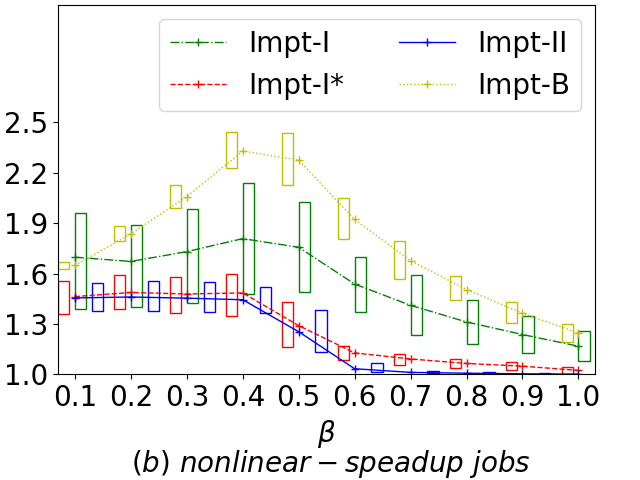 Impt-I
Impt-II
Impt-I*
Impt-B
2.5
2.2
1.9
1.6
1.3
1.0
0.1 0.2 0.3 0.4 0.5 0.6 0.7 0.8 0.9 1.0
β
(b) nonlinear − speadup jobs